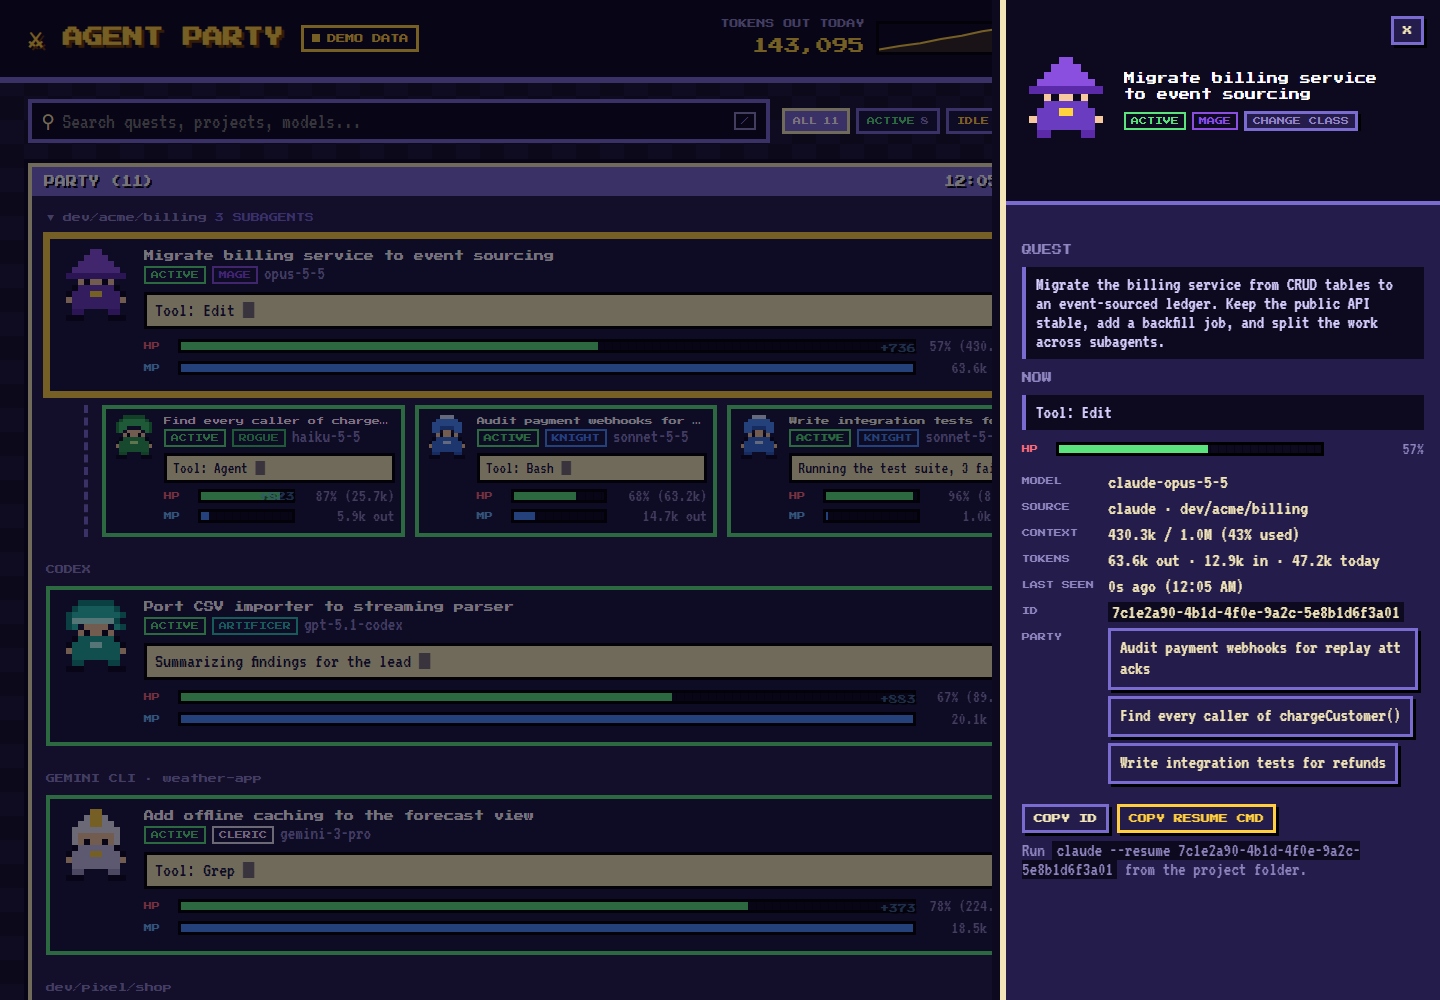 AGENT PARTY
DEMO DATA
TOKENS OUT TODAY
143,095
Search quests, projects, models...
/
ALL 11
ACTIVE 8
IDLE
PARTY (11)
12:05
▼ dev/acme/billing 3 SUBAGENTS
Migrate billing service to event sourcing
ACTIVE MAGE opus-5-5
Tool: Edit
HP +736 57% (430.
MP 63.6k
Find every caller of charge…
ACTIVE ROGUE haiku-5-5
Tool: Agent
HP 87% (25.7k)
MP 5.9k out
Audit payment webhooks for …
ACTIVE KNIGHT sonnet-5-5
Tool: Bash
HP 68% (63.2k)
MP 14.7k out
Write integration tests fo
ACTIVE KNIGHT sonnet-5-
Running the test suite, 3 fai
HP 96% (8
MP 1.0k
CODEX
Port CSV importer to streaming parser
ACTIVE ARTIFICER gpt-5.1-codex
Summarizing findings for the lead
HP +883 67% (89.
MP 20.1k
GEMINI CLI · weather-app
Add offline caching to the forecast view
ACTIVE CLERIC gemini-3-pro
Tool: Grep
HP +373 78% (224.
MP 18.5k
dev/pixel/shop
X
Migrate billing service
to event sourcing
ACTIVE MAGE CHANGE CLASS
QUEST
Migrate the billing service from CRUD tables to
an event-sourced ledger. Keep the public API
stable, add a backfill job, and split the work
across subagents.
NOW
Tool: Edit
HP 57%
MODEL claude-opus-5-5
SOURCE claude · dev/acme/billing
CONTEXT 430.3k / 1.0M (43% used)
TOKENS 63.6k out · 12.9k in · 47.2k today
LAST SEEN 0s ago (12:05 AM)
ID 7c1e2a90-4b1d-4f0e-9a2c-5e8b1d6f3a01
PARTY
Audit payment webhooks for replay att
acks
Find every caller of chargeCustomer()
Write integration tests for refunds
COPY ID
COPY RESUME CMD
Run claude --resume 7c1e2a90-4b1d-4f0e-9a2c-
5e8b1d6f3a01 from the project folder.